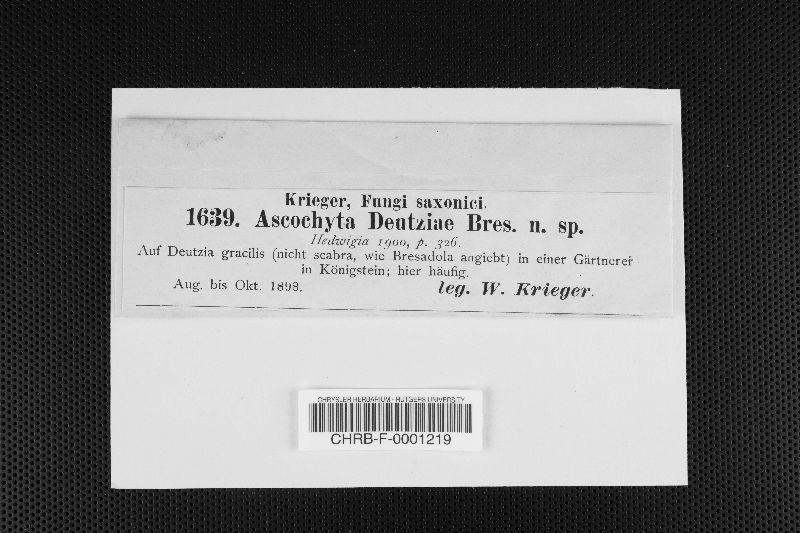 Krieger, Fungi saxonici.
1639. Ascochyta Deutziae Bres. n. sp.
Hedwigia 1900, p. 326.
Auf Deutzia gracilis (nicht scabra, wie Bresadola angiebt) in einer Gärtnerei
in Königstein; hier häufig.
Aug. bis Okt. 1898. leg. W. Krieger.
CHRYSLER HERBARIUM - RUTGERS UNIVERSITY
CHRB-F-0001219